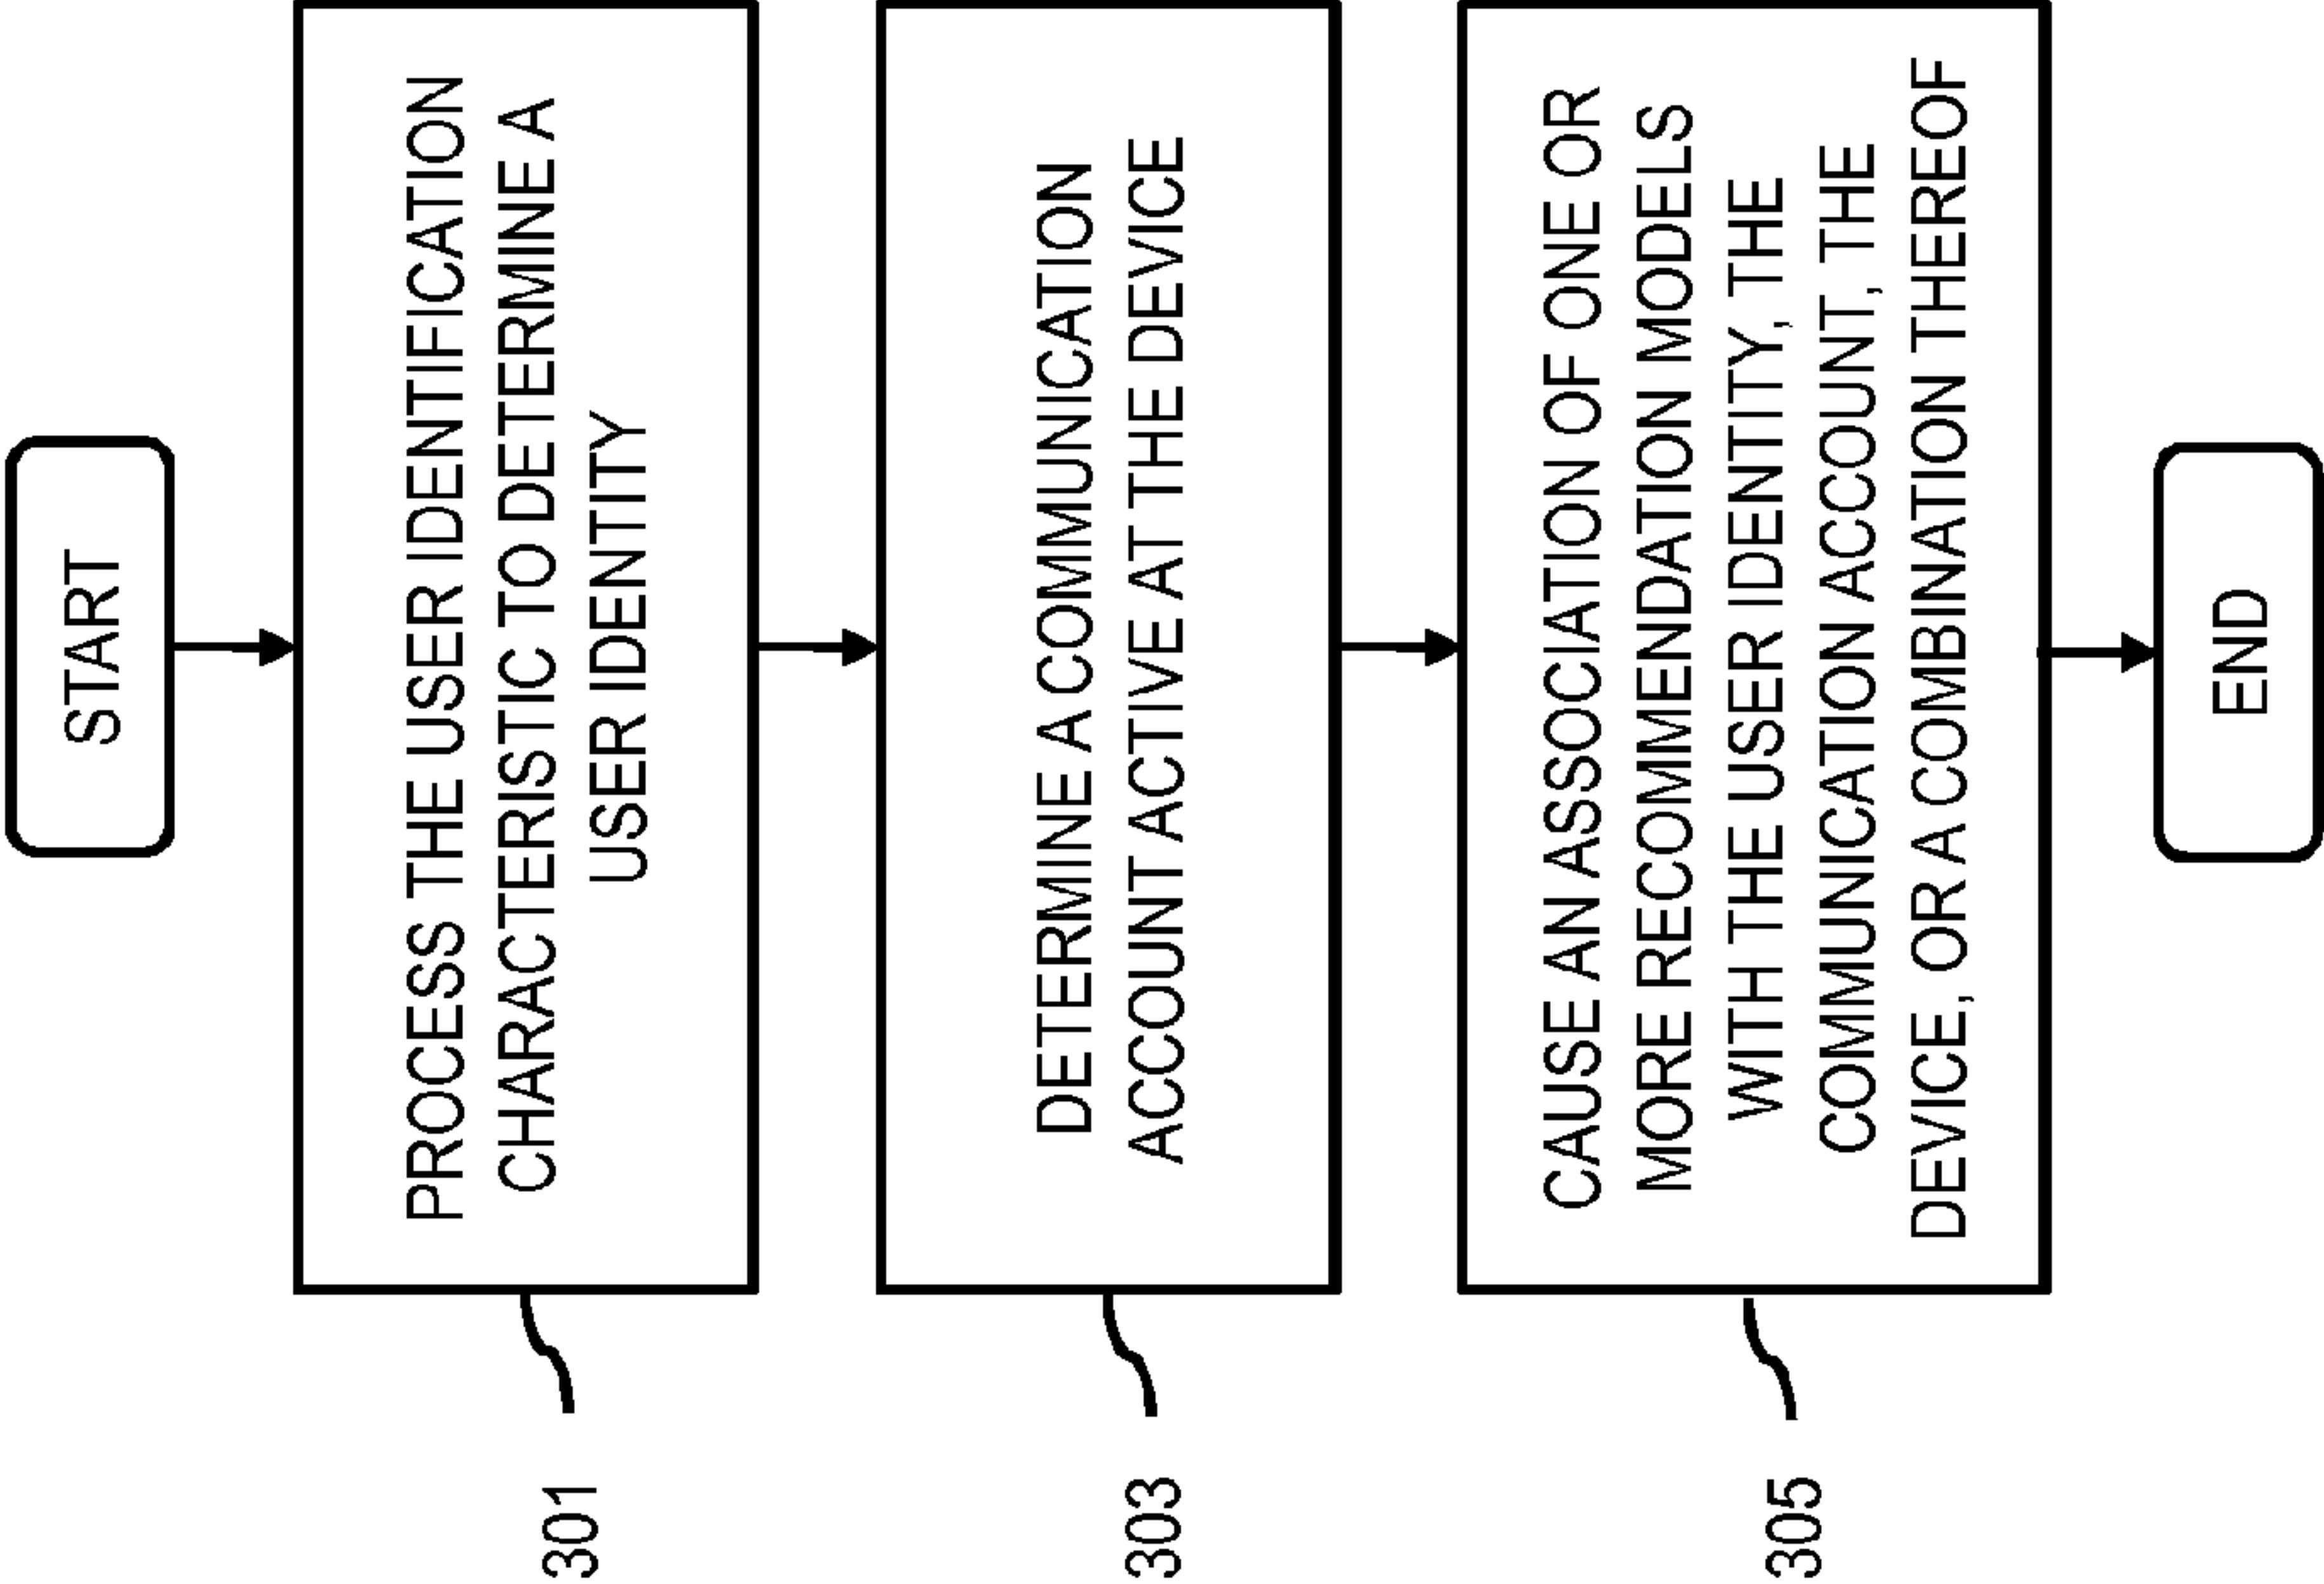 START
PROCESS THE USER IDENTIFICATION
CHARACTERISTIC TO DETERMINE A
USER IDENTITY
301
DETERMINE A COMMUNICATION
ACCOUNT ACTIVE AT THE DEVICE
303
CAUSE AN ASSOCIATION OF ONE OR
MORE RECOMMENDATION MODELS
WITH THE USER IDENTITY, THE
COMMUNICATION ACCOUNT, THE
DEVICE, OR A COMBINATION THEREOF
305
END